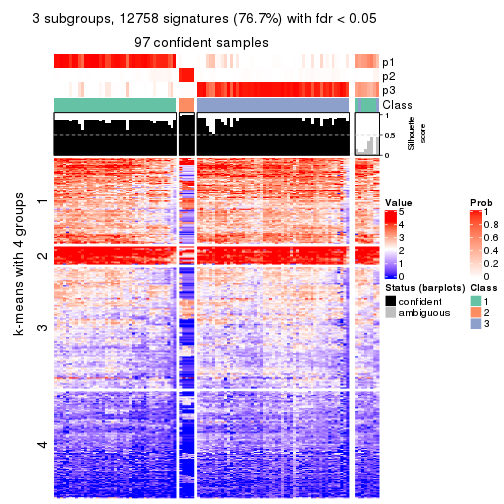 3 subgroups, 12758 signatures (76.7%) with fdr < 0.05
97 confident samples
p1
p2
p3
Class
1
0.5
0
Silhouette
score
k-means with 4 groups
1
2
3
4
Value
5
4
3
2
1
0
Prob
1
0.8
0.6
0.4
0.2
0
Status (barplots)
confident
ambiguous
Class
1
2
3